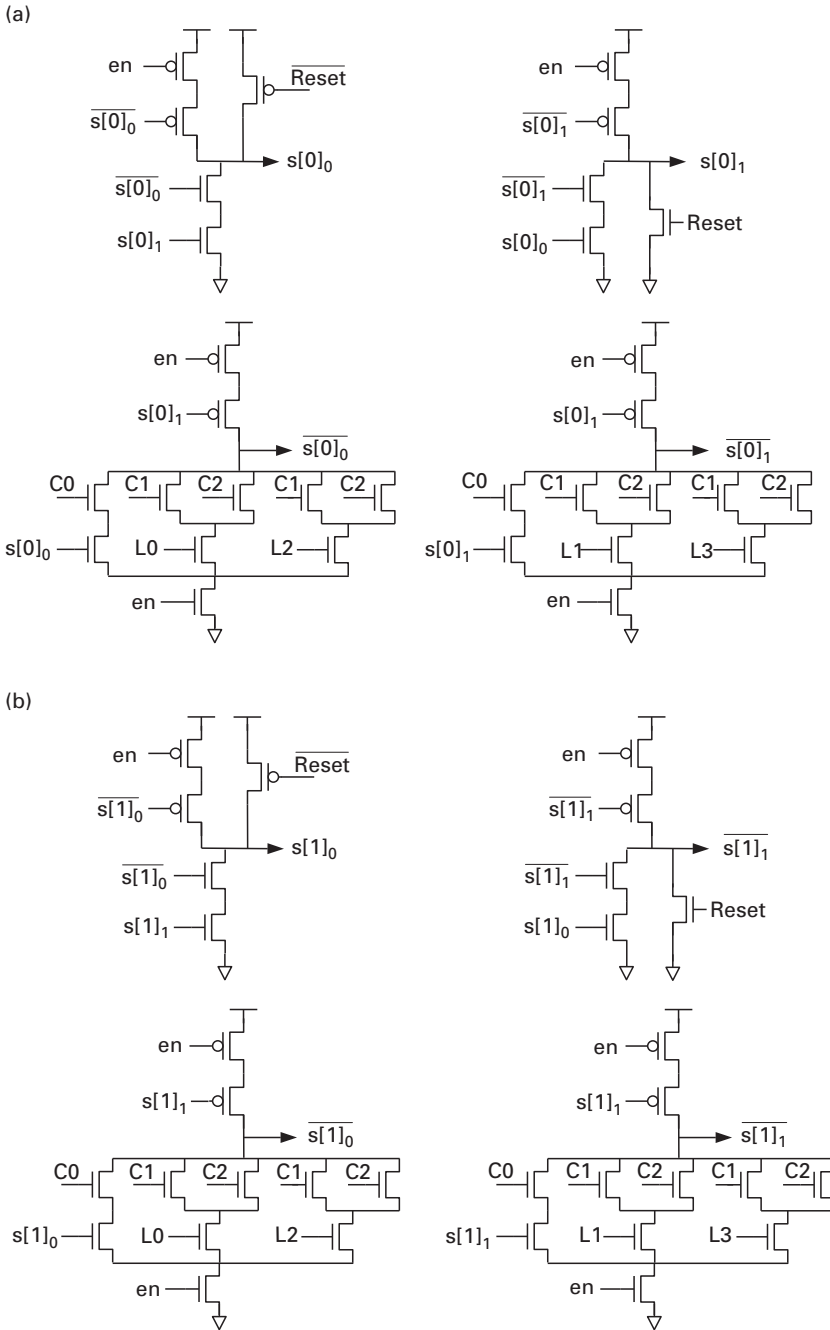 (a)
en
R̅e̅s̅e̅t̅
s̅[̅0̅]̅₀̅
s[0]₀
s̅[̅0̅]̅₀̅
s[0]₁
en
s̅[̅0̅]̅₁̅
s[0]₁
s̅[̅0̅]̅₁̅
s[0]₀
Reset
en
s[0]₁
s̅[̅0̅]̅₀̅
C0 C1 C2 C1 C2
s[0]₀ L0 L2
en
en
s[0]₁
s̅[̅0̅]̅₁̅
C0 C1 C2 C1 C2
s[0]₁ L1 L3
en
(b)
en
R̅e̅s̅e̅t̅
s̅[̅1̅]̅₀̅
s[1]₀
s̅[̅1̅]̅₀̅
s[1]₁
en
s̅[̅1̅]̅₁̅
s̅[̅1̅]̅₁̅
s̅[̅1̅]̅₁̅
s[1]₀
Reset
en
s[1]₁
s̅[̅1̅]̅₀̅
C0 C1 C2 C1 C2
s[1]₀ L0 L2
en
en
s[1]₁
s̅[̅1̅]̅₁̅
C0 C1 C2 C1 C2
s[1]₁ L1 L3
en